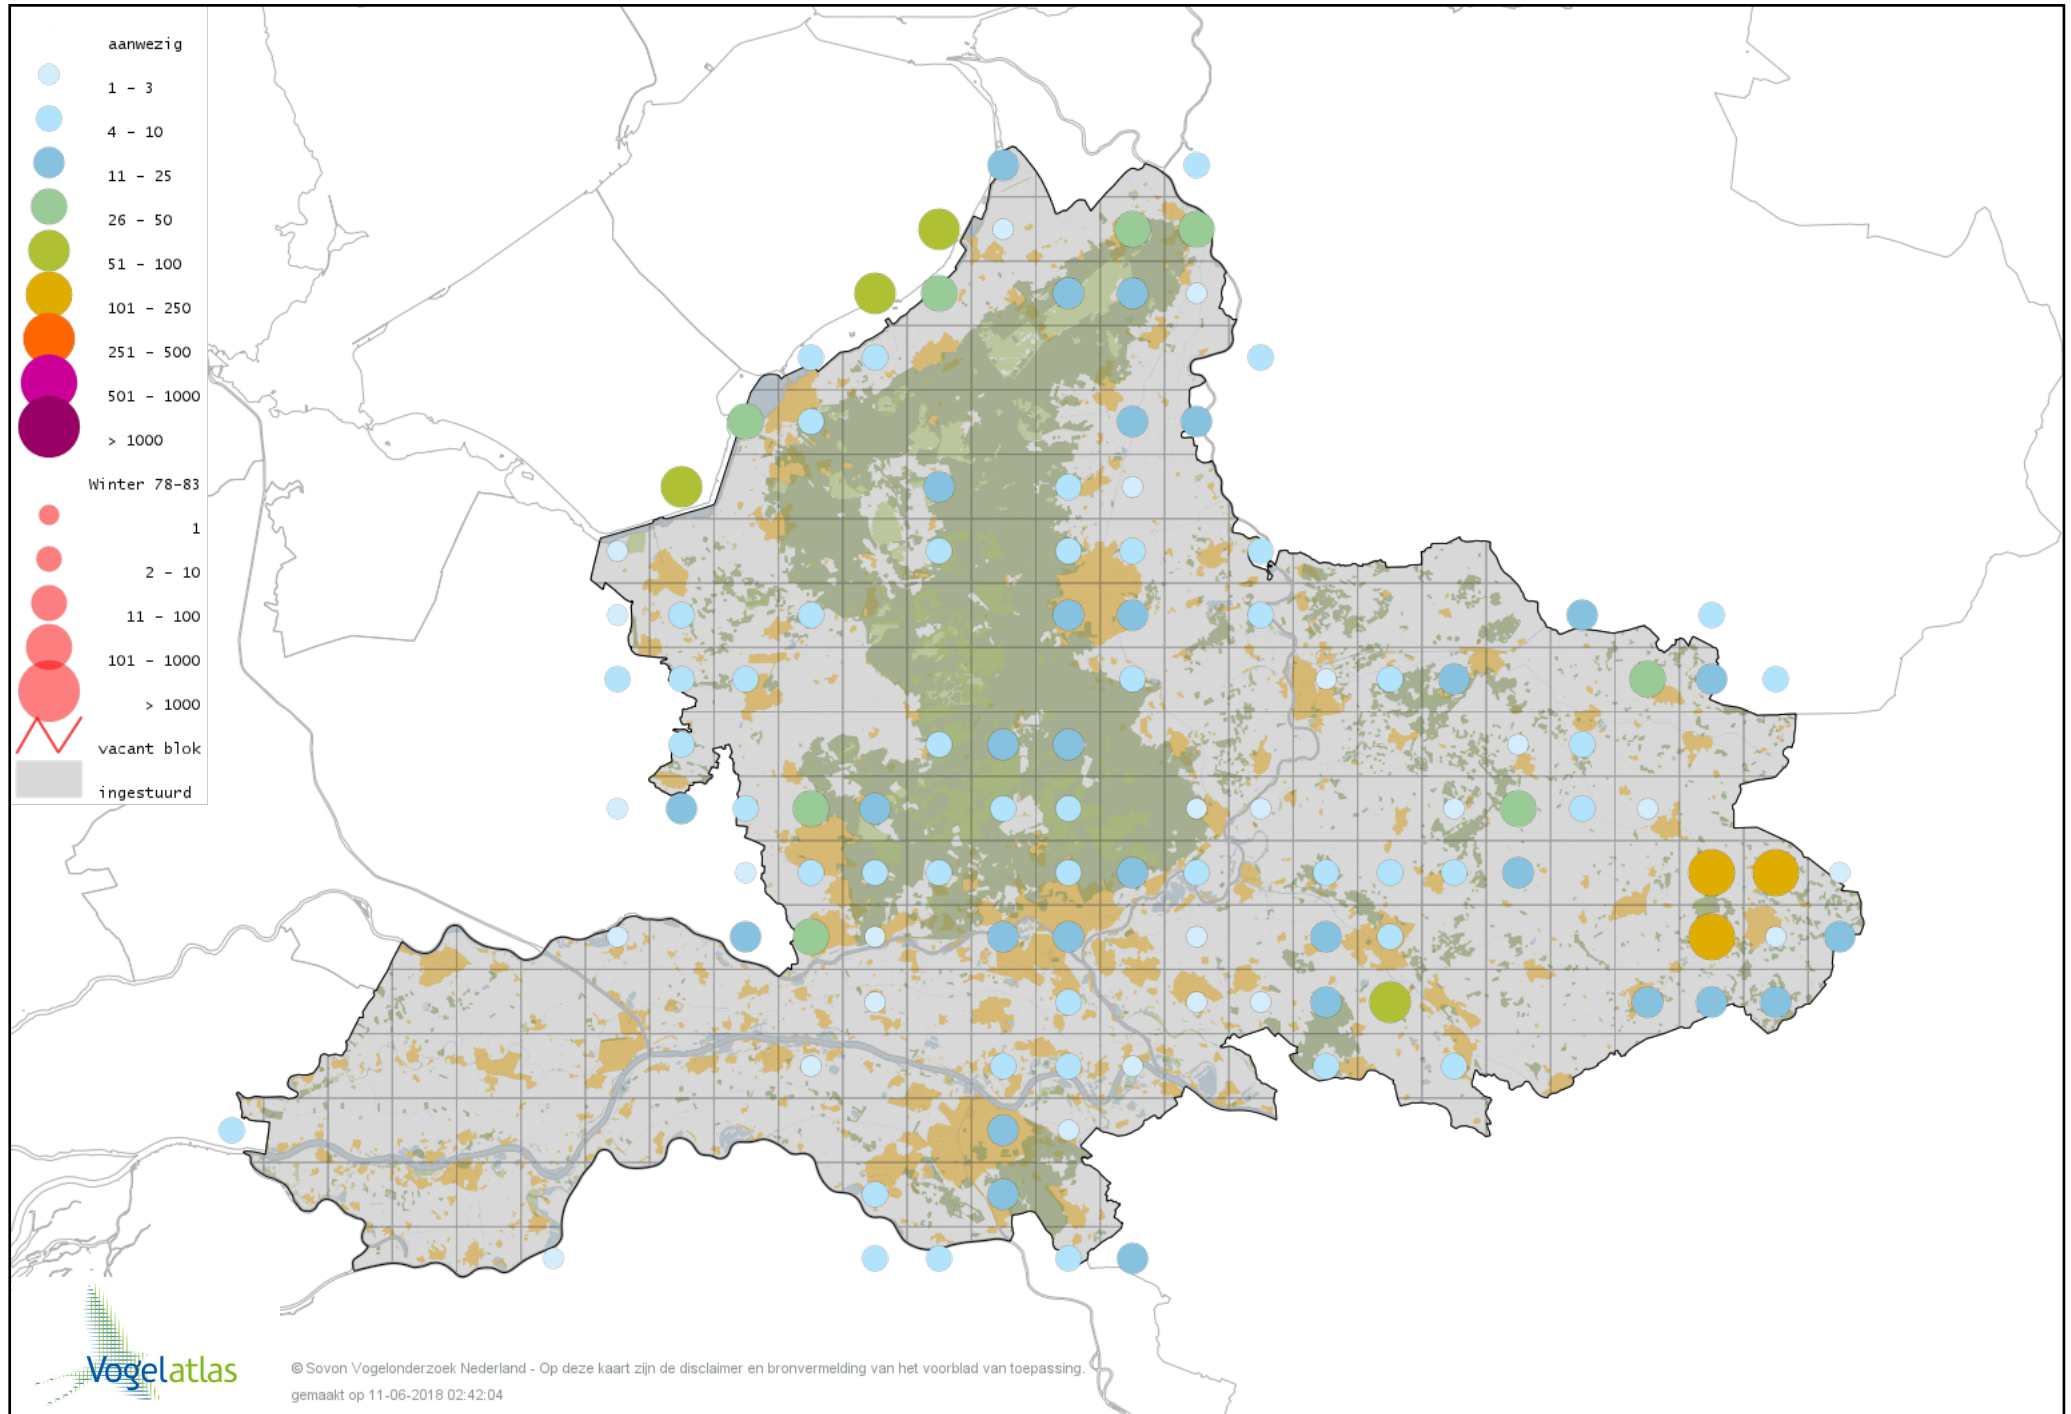 aanwezig
1 - 3
4 - 10
11 - 25
26 - 50
51 - 100
101 - 250
251 - 500
501 - 1000
> 1000
Winter 78-83
1
2 - 10
11 - 100
101 - 1000
> 1000
vacant blok
ingestuurd
Vogelatlas
© Sovon Vogelonderzoek Nederland - Op deze kaart zijn de disclaimer en bronvermelding van het voorblad van toepassing.
gemaakt op 11-06-2018 02:42:04